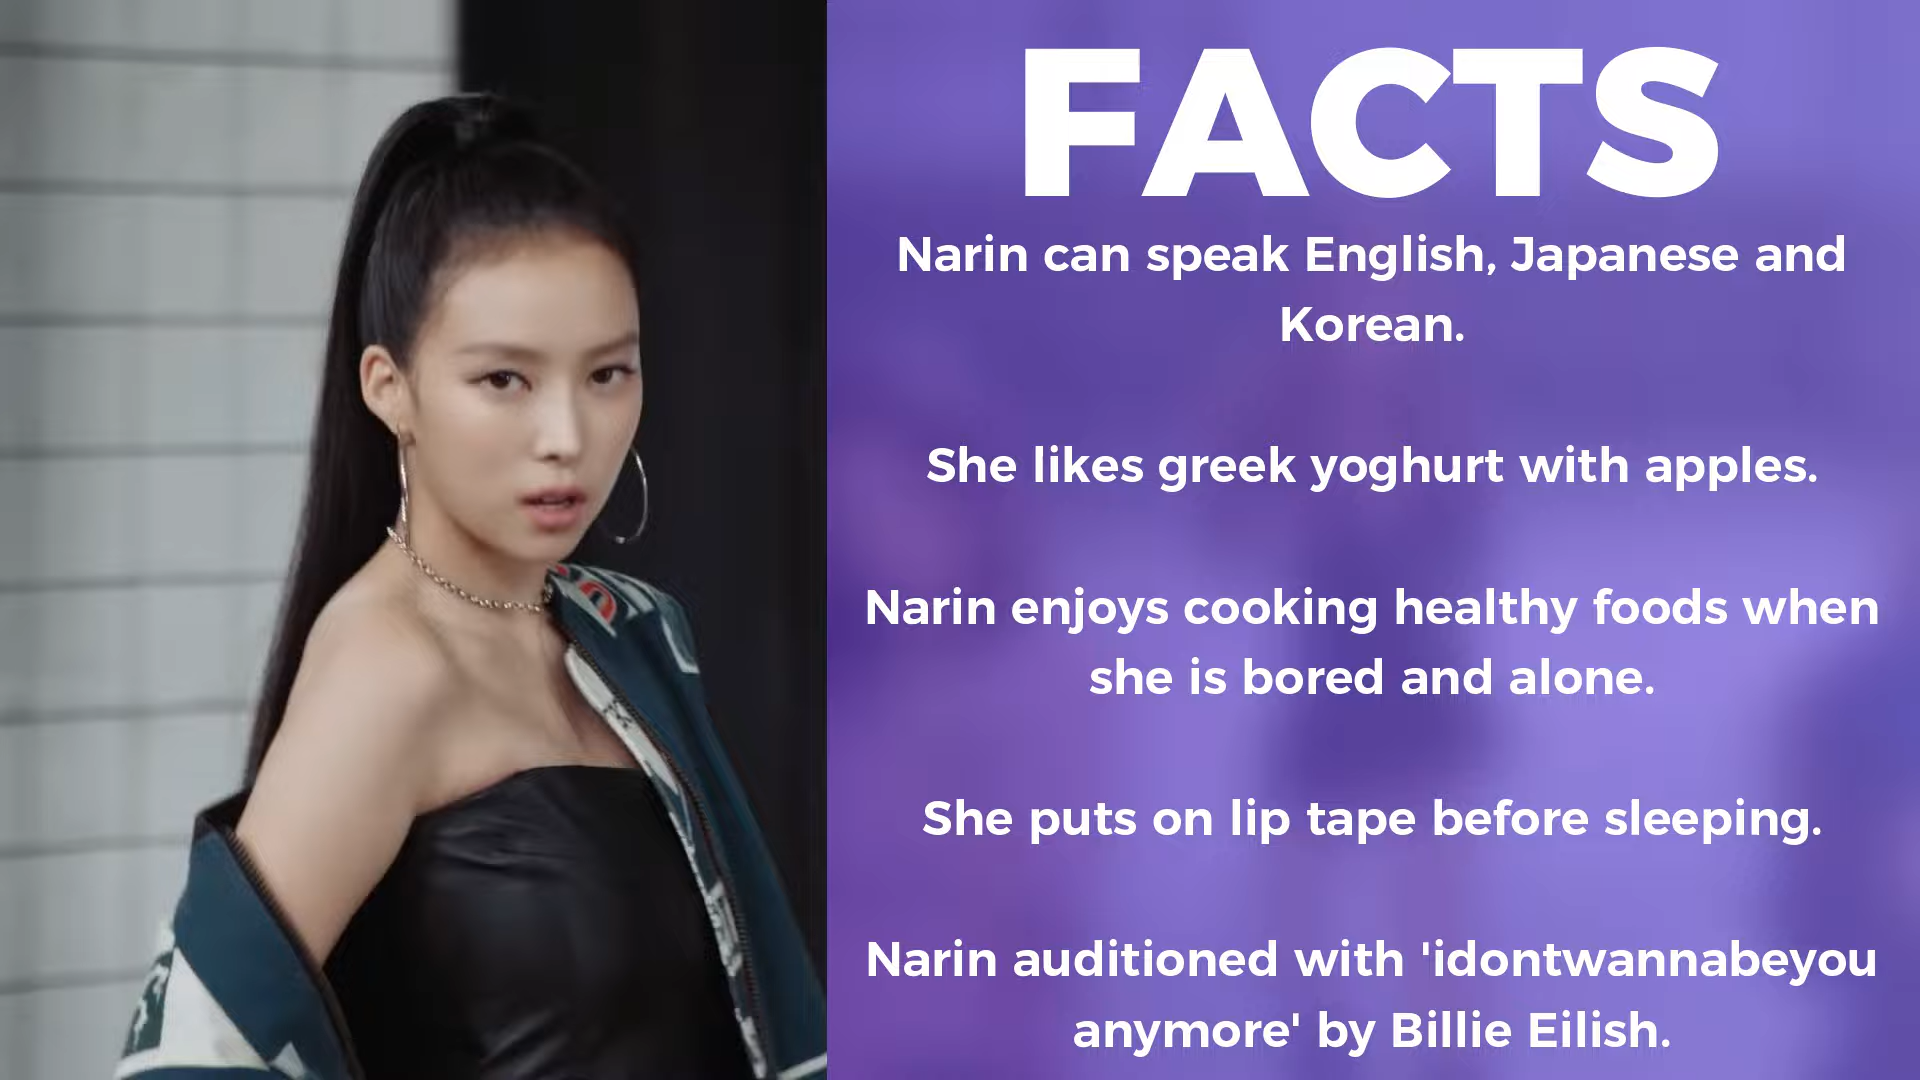 FACTS
Narin can speak English, Japanese and
Korean.
She likes greek yoghurt with apples.
Narin enjoys cooking healthy foods when
she is bored and alone.
She puts on lip tape before sleeping.
Narin auditioned with 'idontwannabeyou
anymore' by Billie Eilish.